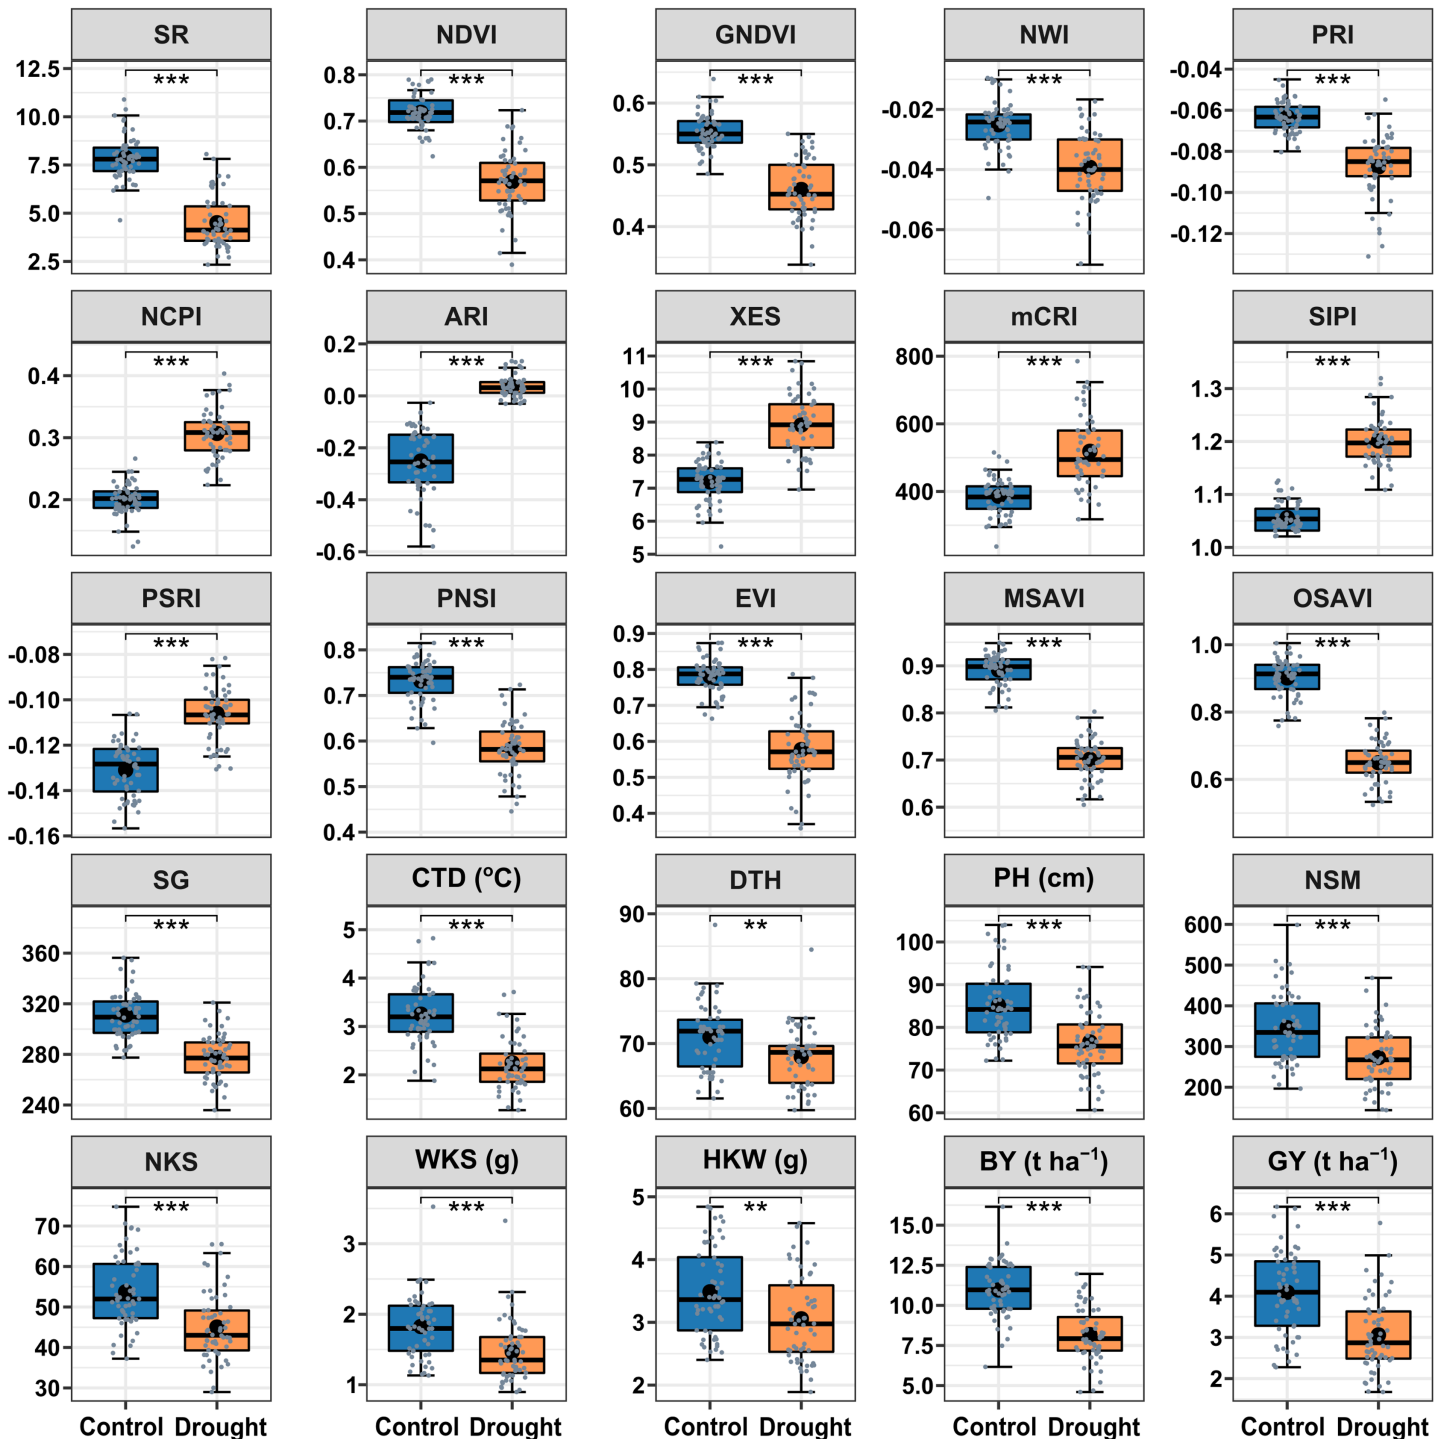 SR NDVI GNDVI NWI PRI
*** *** *** *** ***
12.5 10.0 7.5 5.0 2.5
0.8 0.7 0.6 0.5 0.4
0.6 0.5 0.4
-0.02 -0.04 -0.06
-0.04 -0.06 -0.08 -0.10 -0.12
NCPI ARI XES mCRI SIPI
*** *** *** *** ***
0.4 0.3 0.2
0.2 0.0 -0.2 -0.4 -0.6
11 10 9 8 7 6 5
800 600 400
1.3 1.2 1.1 1.0
PSRI PNSI EVI MSAVI OSAVI
*** *** *** *** ***
-0.08 -0.10 -0.12 -0.14 -0.16
0.8 0.7 0.6 0.5 0.4
0.9 0.8 0.7 0.6 0.5 0.4
0.9 0.8 0.7 0.6
1.0 0.8 0.6
SG CTD (°C) DTH PH (cm) NSM
*** *** ** *** ***
360 320 280 240
5 4 3 2
90 80 70 60
100 90 80 70 60
600 500 400 300 200
NKS WKS (g) HKW (g) BY (t ha⁻¹) GY (t ha⁻¹)
*** *** ** *** ***
70 60 50 40 30
3 2 1
5 4 3 2
15.0 12.5 10.0 7.5 5.0
6 5 4 3 2
Control Drought Control Drought Control Drought Control Drought Control Drought